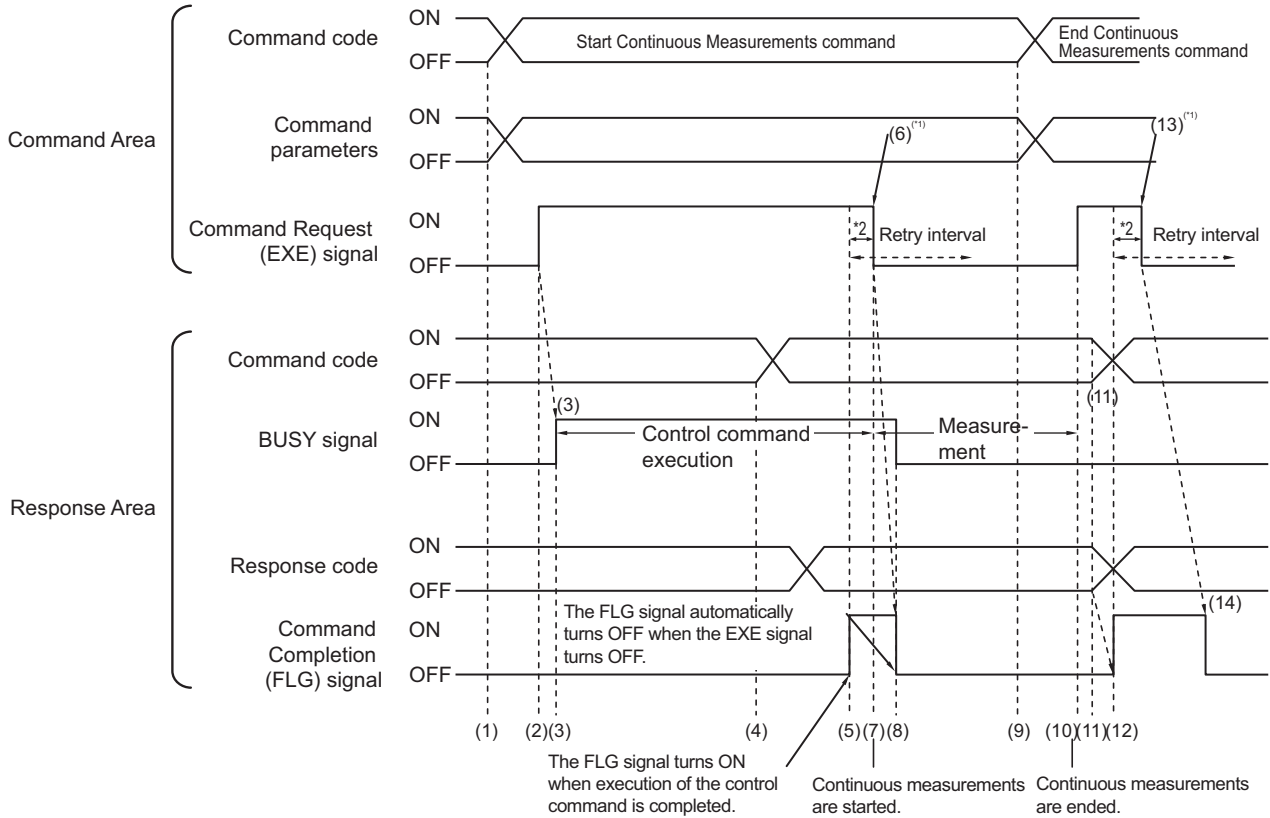 ON
Command code
OFF
Start Continuous Measurements command
End Continuous
Measurements command
Command Area
ON
Command
parameters
OFF
(6)(*1)
(13)(*1)
ON
Command Request
(EXE) signal
OFF
*2
Retry interval
*2
Retry interval
Response Area
ON
Command code
OFF
(11)
ON
BUSY signal
OFF
(3)
Control command
execution
Measure-
ment
ON
Response code
OFF
The FLG signal automatically
turns OFF when the EXE signal
turns OFF.
(14)
Command
Completion
(FLG) signal
ON
OFF
(1)
(2)
(3)
(4)
(5)
(7)
(8)
(9)
(10)
(11)
(12)
The FLG signal turns ON
when execution of the control
command is completed.
Continuous measurements
are started.
Continuous measurements
are ended.